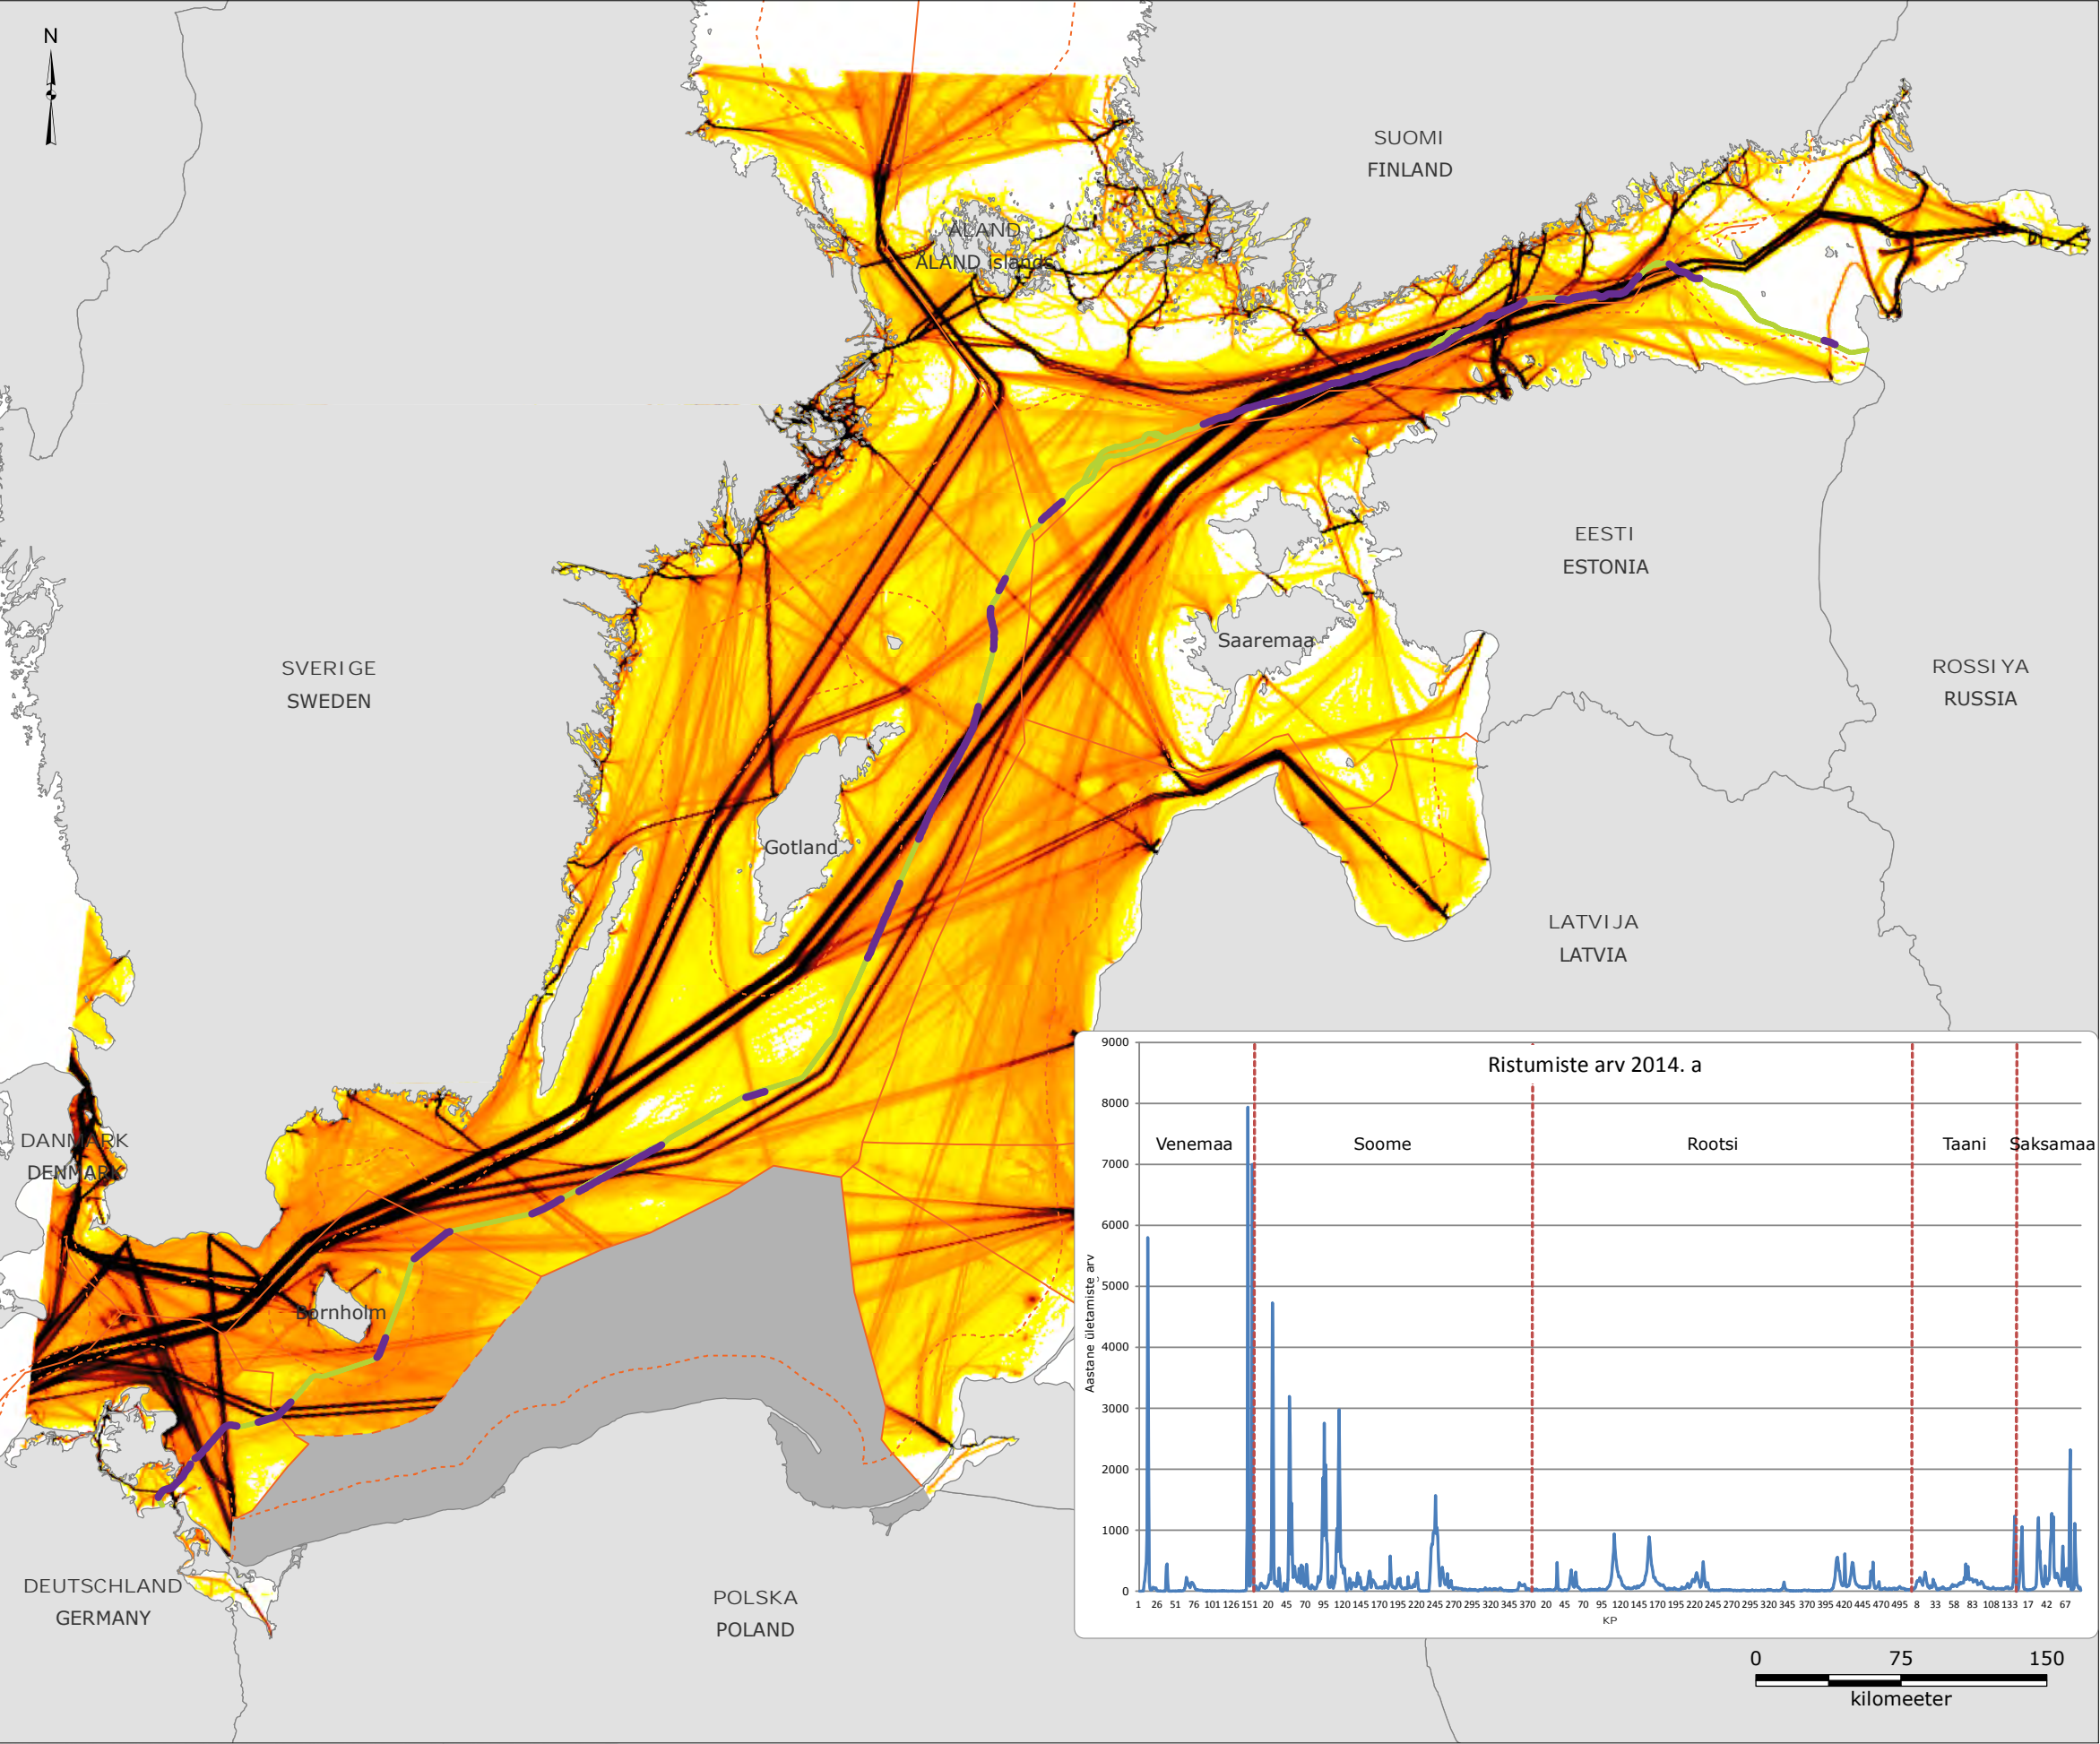 N
SUOMI
FINLAND
ÅLAND
ÅLAND islands
EESTI
ESTONIA
Saaremaa
SVERIGE
SWEDEN
ROSSIYA
RUSSIA
Gotland
LATVIJA
LATVIA
DANMARK
DENMARK
Bornholm
DEUTSCHLAND
GERMANY
POLSKA
POLAND
Ristumiste arv 2014. a
Venemaa Soome Rootsi Taani Saksamaa
Aastane ületamiste arv
9000
8000
7000
6000
5000
4000
3000
2000
1000
0
1 26 51 76 101 126 151 20 45 70 95 120 145 170 195 220 245 270 295 320 345 370 20 45 70 95 120 145 170 195 220 245 270 295 320 345 370 395 420 445 470 495 8 33 58 83 108 133 17 42 67
KP
0 75 150
kilomeeter